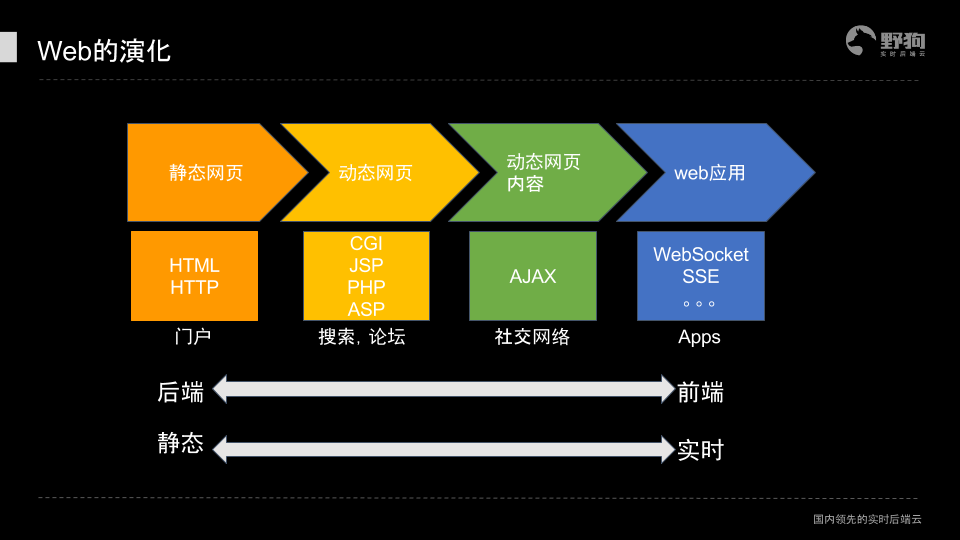 Web的演化
野狗
实时后端云
静态网页
动态网页
动态网页
内容
web应用
HTML
HTTP
CGI
JSP
PHP
ASP
AJAX
WebSocket
SSE
。。。
门户
搜索, 论坛
社交网络
Apps
后端
前端
静态
实时
国内领先的实时后端云